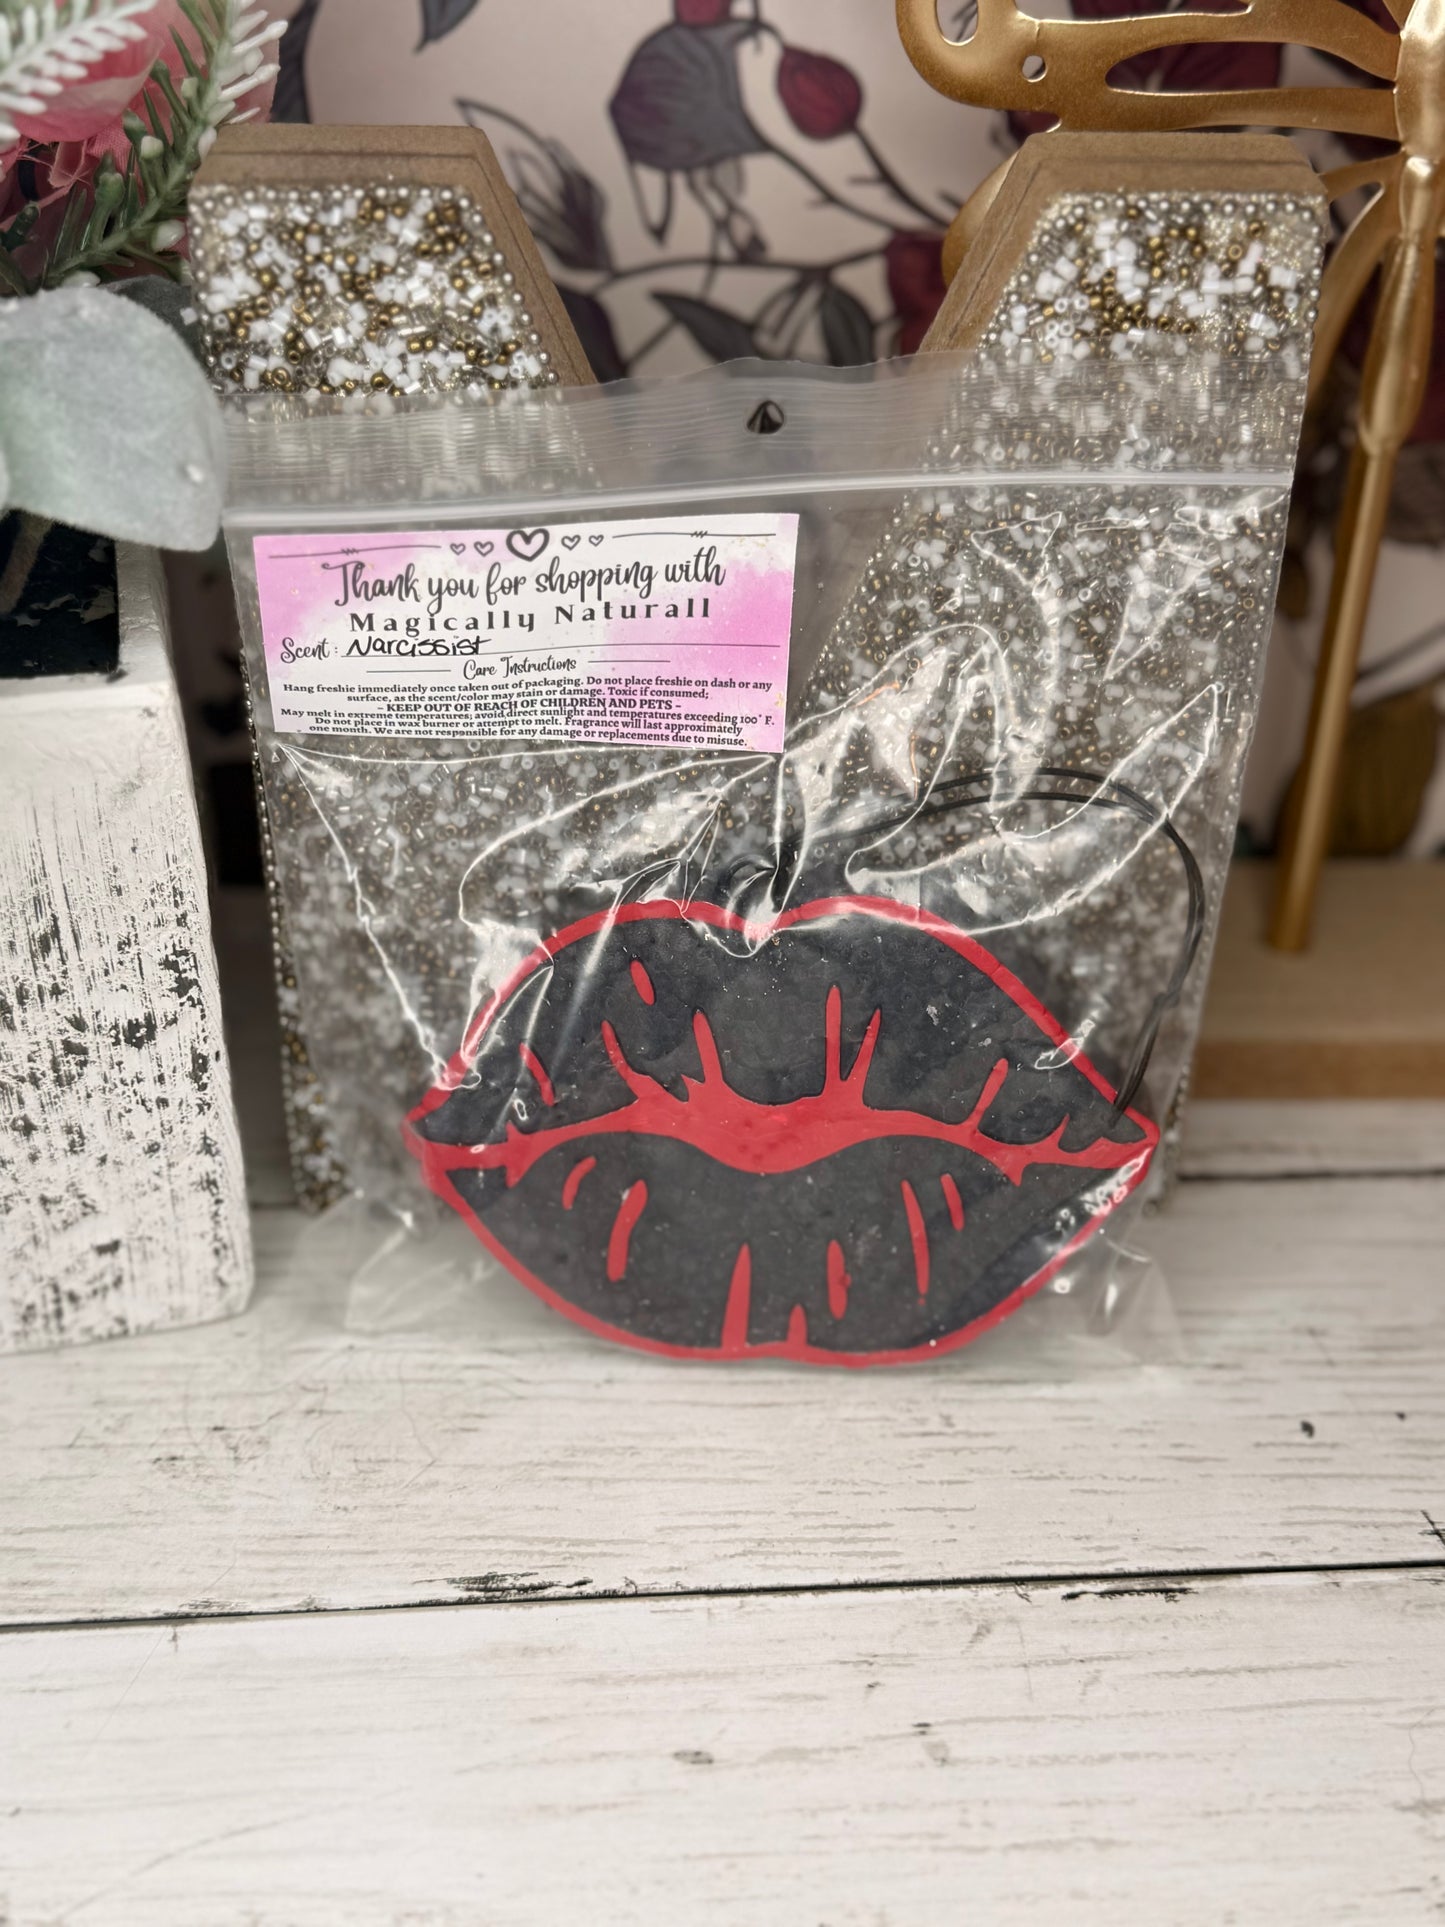 Thank you for shopping with
Magically Naturall
Scent: Narcissist
Care Instructions
Hang freshie immediately once taken out of packaging. Do not place freshie on dash or any
surface, as the scent/color may stain or damage. Toxic if consumed;
- KEEP OUT OF REACH OF CHILDREN AND PETS -
May melt in extreme temperatures; avoid direct sunlight and temperatures exceeding 100° F.
Do not place in wax burner or attempt to melt. Fragrance will last approximately
one month. We are not responsible for any damage or replacements due to misuse.